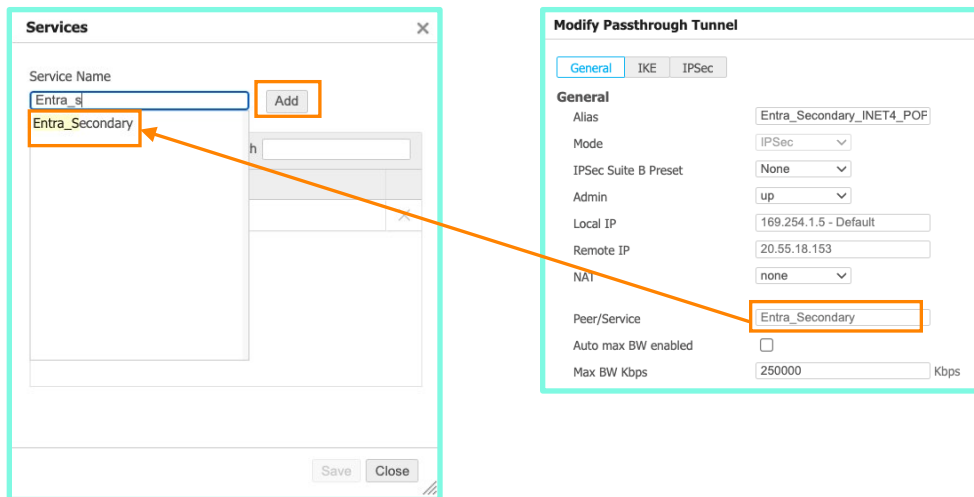 Services
Service Name
Entra_s
Add
Entra_Secondary
h
Save
Close
Modify Passthrough Tunnel
General
IKE
IPSec
General
Alias
Entra_Secondary_INET4_POP
Mode
IPSec
IPSec Suite B Preset
None
Admin
up
Local IP
169.254.1.5 - Default
Remote IP
20.55.18.153
NAT
none
Peer/Service
Entra_Secondary
Auto max BW enabled
Max BW Kbps
250000
Kbps